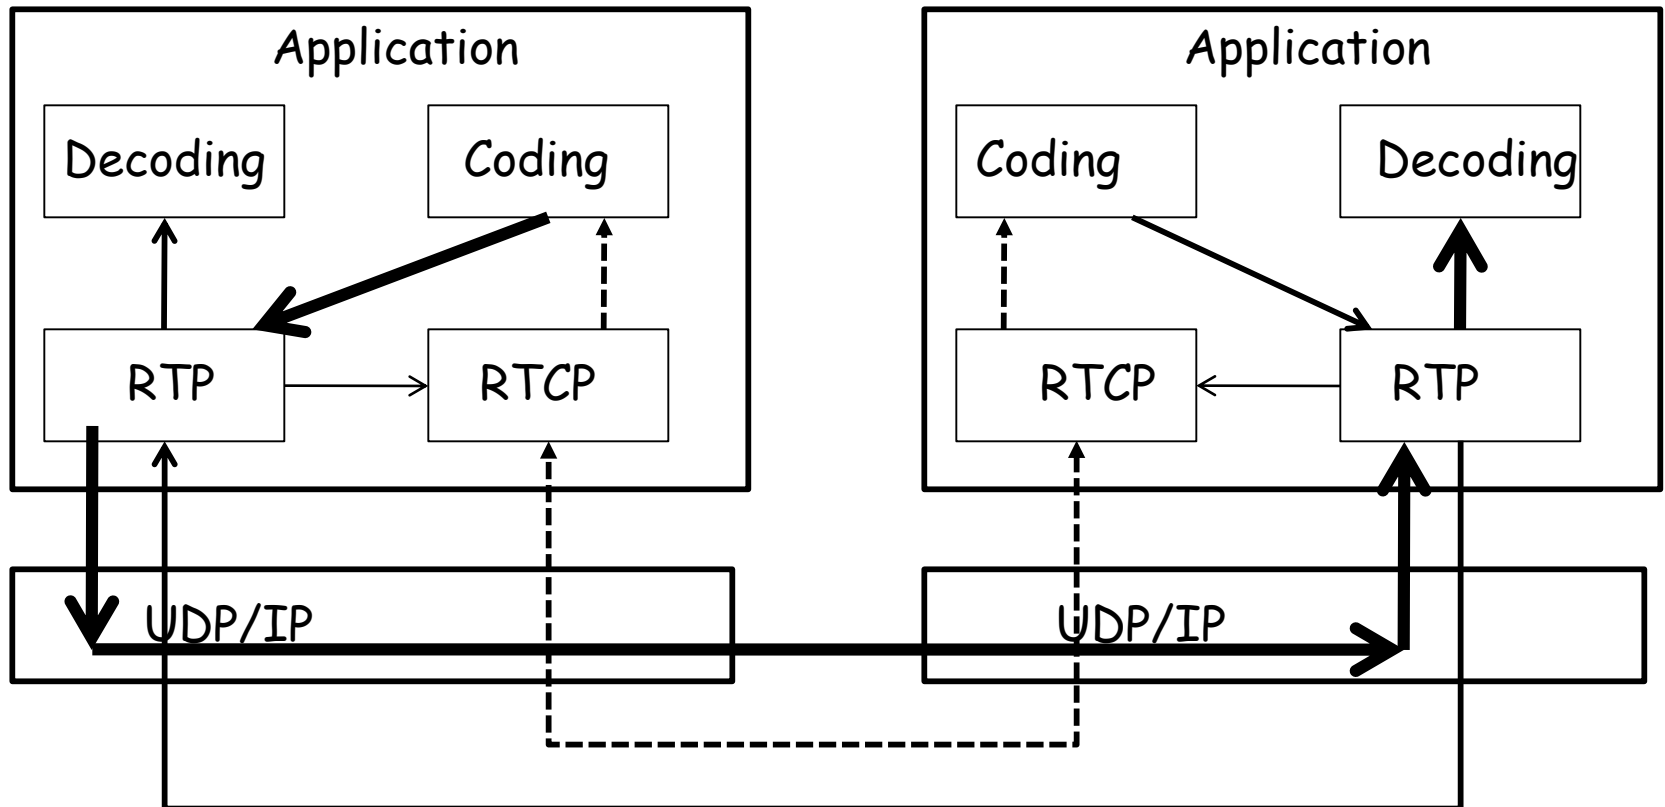 Application
Decoding
Coding
RTP
RTCP
UDP/IP
Application
Coding
Decoding
RTCP
RTP
UDP/IP